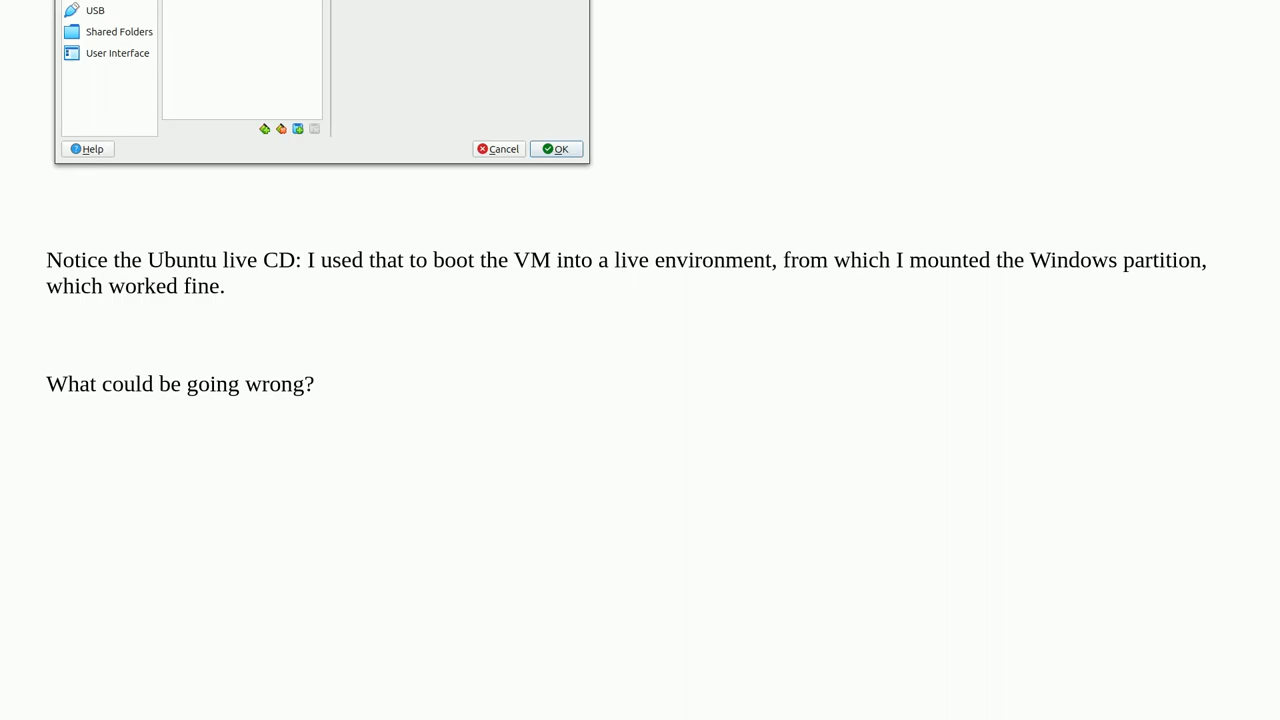 USB
Shared Folders
User Interface
Help
Cancel
OK
Notice the Ubuntu live CD: I used that to boot the VM into a live environment, from which I mounted the Windows partition,
which worked fine.
What could be going wrong?